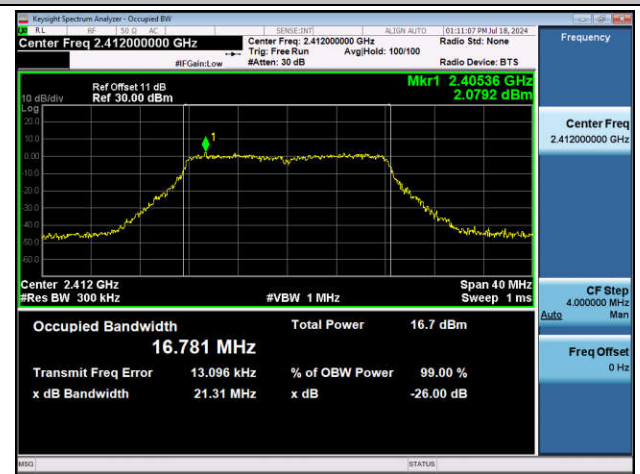 Keysight Spectrum Analyzer - Occupied BW
RL RF 50 Ω AC SENSE:INT ALIGN AUTO 01:11:07 PM Jul 18, 2024
Center Freq 2.412000000 GHz Center Freq: 2.412000000 GHz Radio Std: None Frequency
Trig: Free Run Avg|Hold: 100/100
#IFGain:Low #Atten: 30 dB Radio Device: BTS
Ref Offset 11 dB Mkr1 2.40536 GHz
10 dB/div Ref 30.00 dBm 2.0792 dBm
Log
20.0
10.0
0.00
-10.0
-20.0
-30.0
-40.0
-50.0
-60.0
1
Center Freq
2.412000000 GHz
Center 2.412 GHz Span 40 MHz
#Res BW 300 kHz #VBW 1 MHz Sweep 1 ms
CF Step
4.000000 MHz
Auto Man
Occupied Bandwidth Total Power 16.7 dBm
16.781 MHz
Freq Offset
0 Hz
Transmit Freq Error 13.096 kHz % of OBW Power 99.00 %
x dB Bandwidth 21.31 MHz x dB -26.00 dB
MSG STATUS